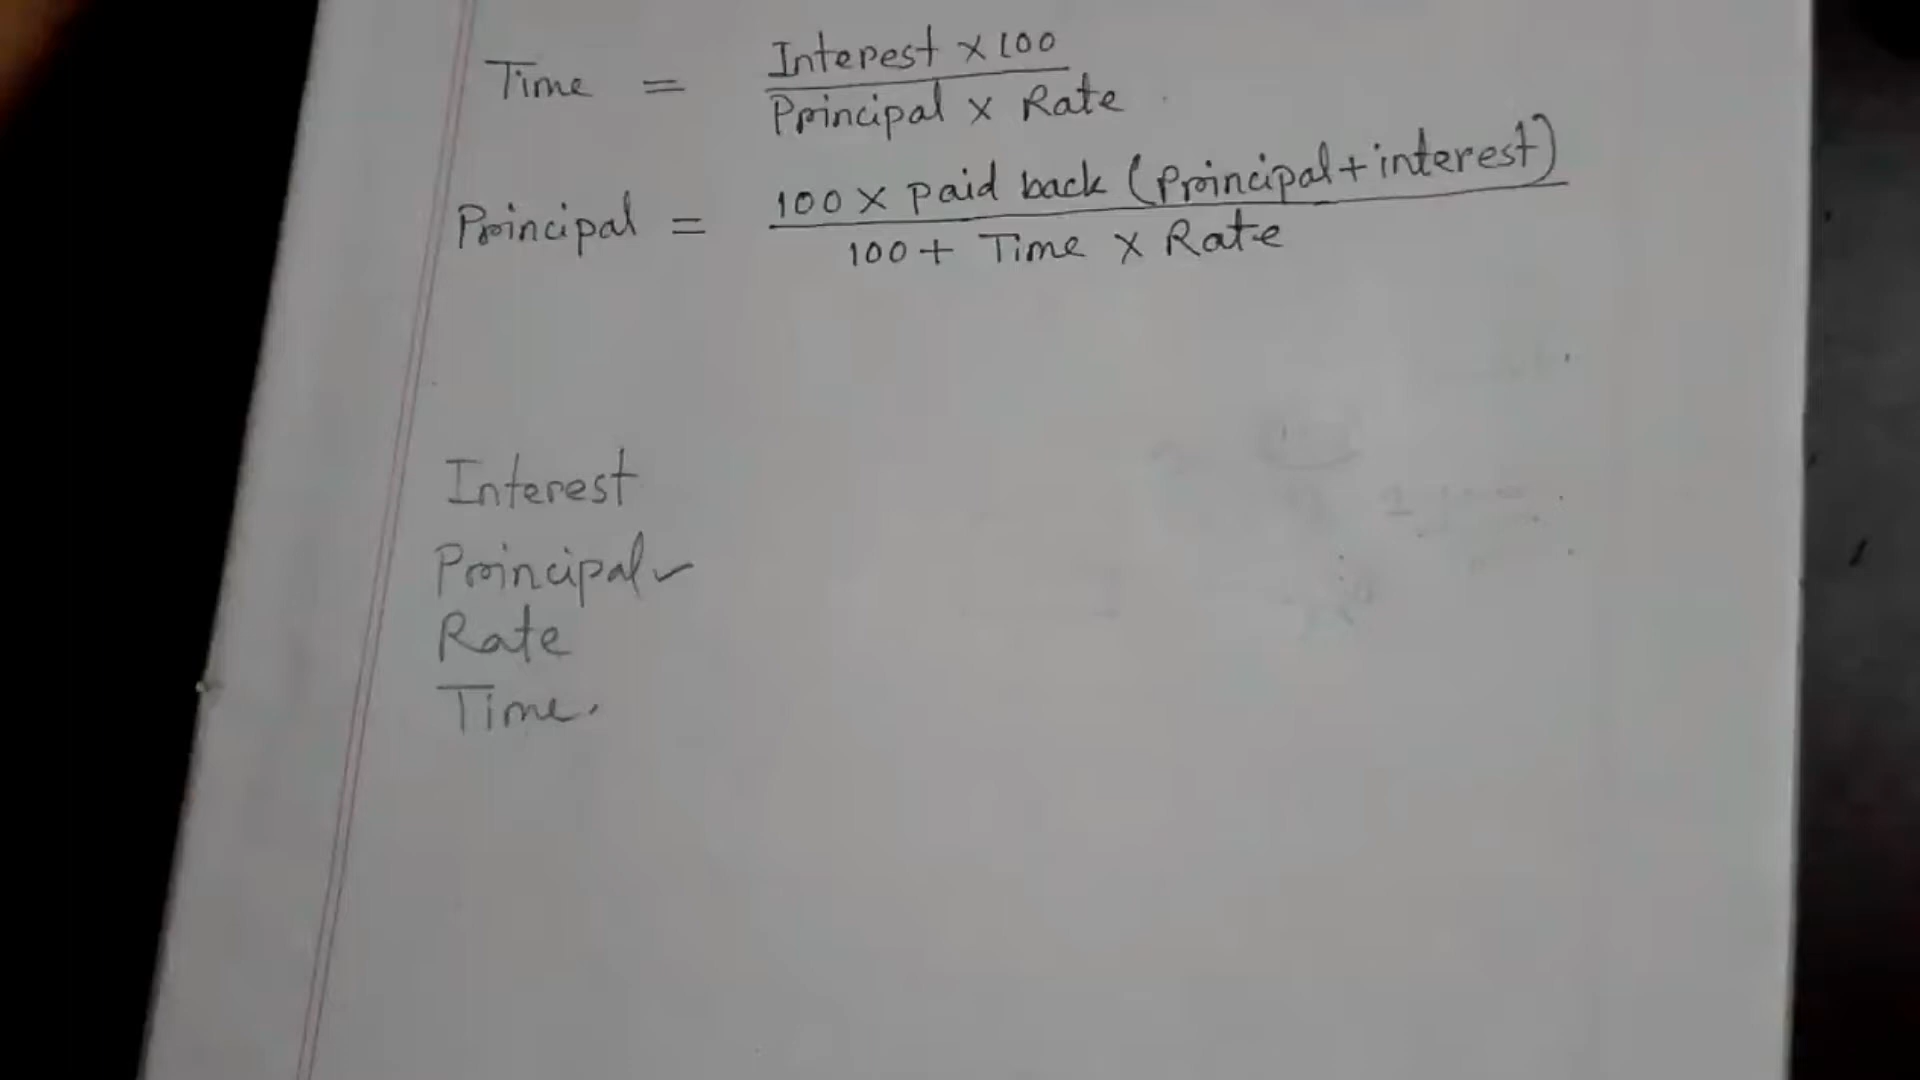 Time = Interest × 100
Principal × Rate
Principal = 100 × paid back (principal + interest)
100 + Time × Rate
Interest
Principal ✓
Rate
Time.